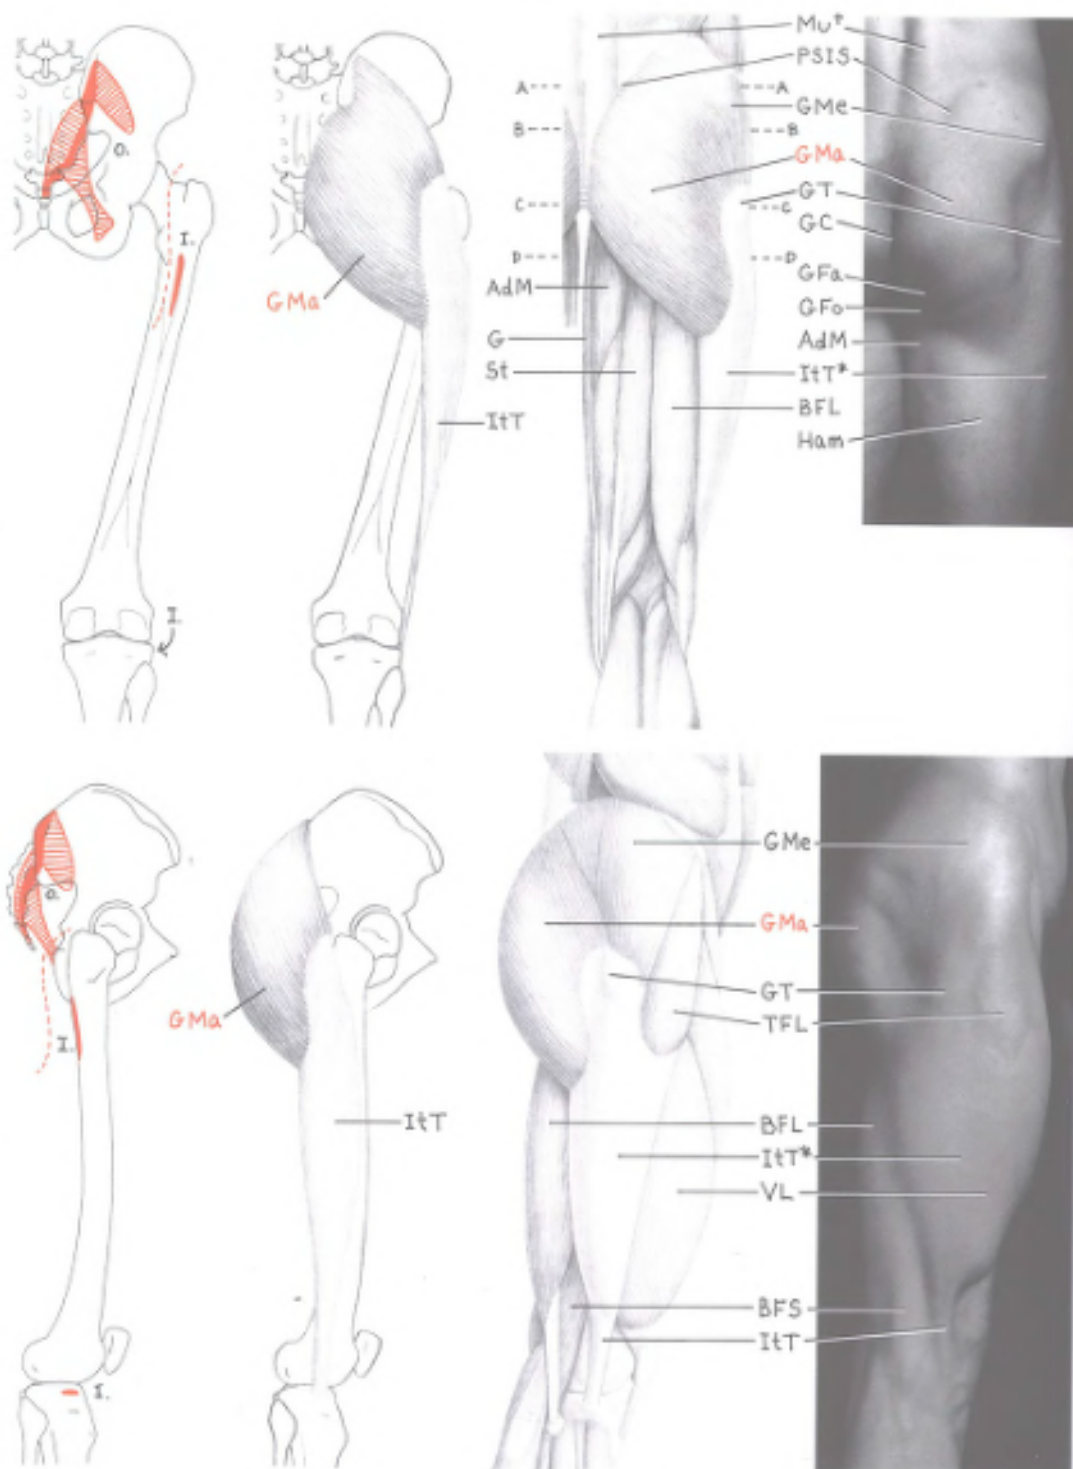 Mu†
PSIS
A A
GMe
B B
O.
GMa
GT
C C
I.
GC
D D
GFa
AdM
GMa
GFo
G
AdM
St
ItT*
BFL
ItT
Ham
I.
GMe
O.
GMa
GT
GMa
TFL
I.
ItT
BFL
ItT*
VL
BFS
ItT
I.